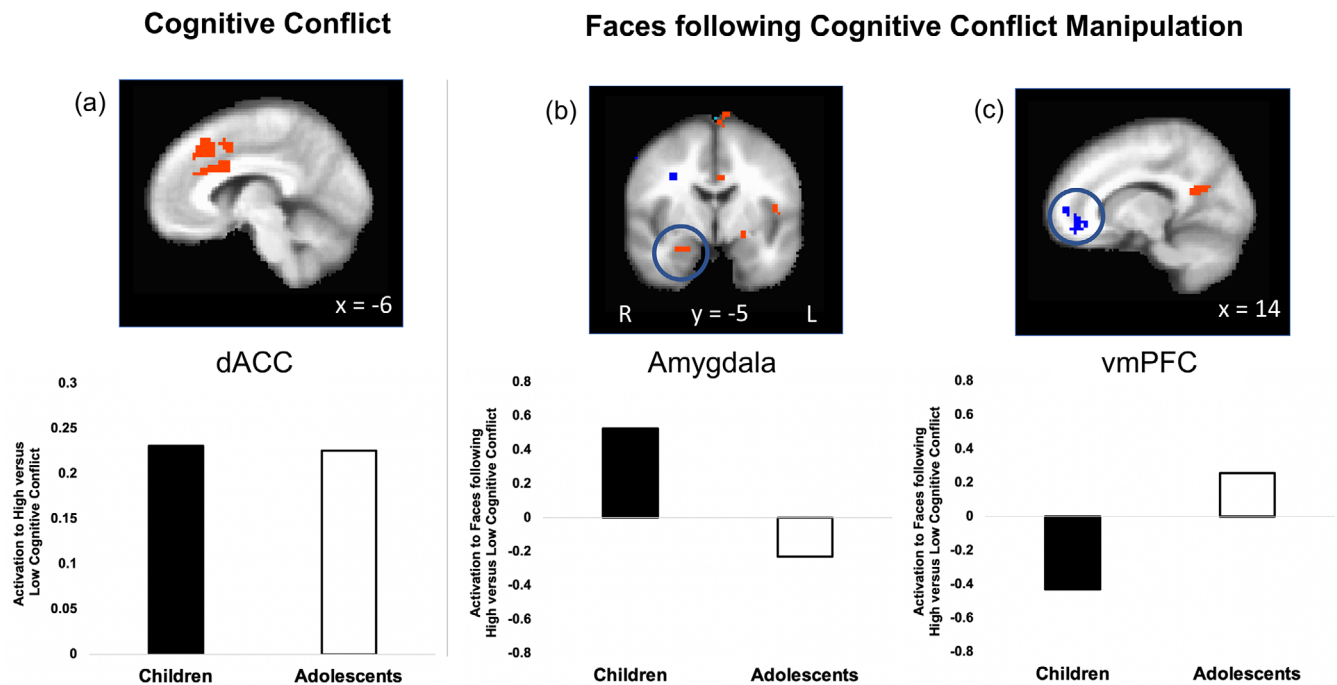 Cognitive Conflict
Faces following Cognitive Conflict Manipulation
(a)
x = -6
(b)
R
y = -5
L
(c)
x = 14
dACC
Activation to High versus
Low Cognitive Conflict
0.3
0.25
0.2
0.15
0.1
0.05
0
Children
Adolescents
Amygdala
Activation to Faces following
High versus Low Cognitive Conflict
0.8
0.6
0.4
0.2
0
-0.2
-0.4
-0.6
-0.8
Children
Adolescents
vmPFC
Activation to Faces following
High versus Low Cognitive Conflict
0.8
0.6
0.4
0.2
0
-0.2
-0.4
-0.6
-0.8
Children
Adolescents